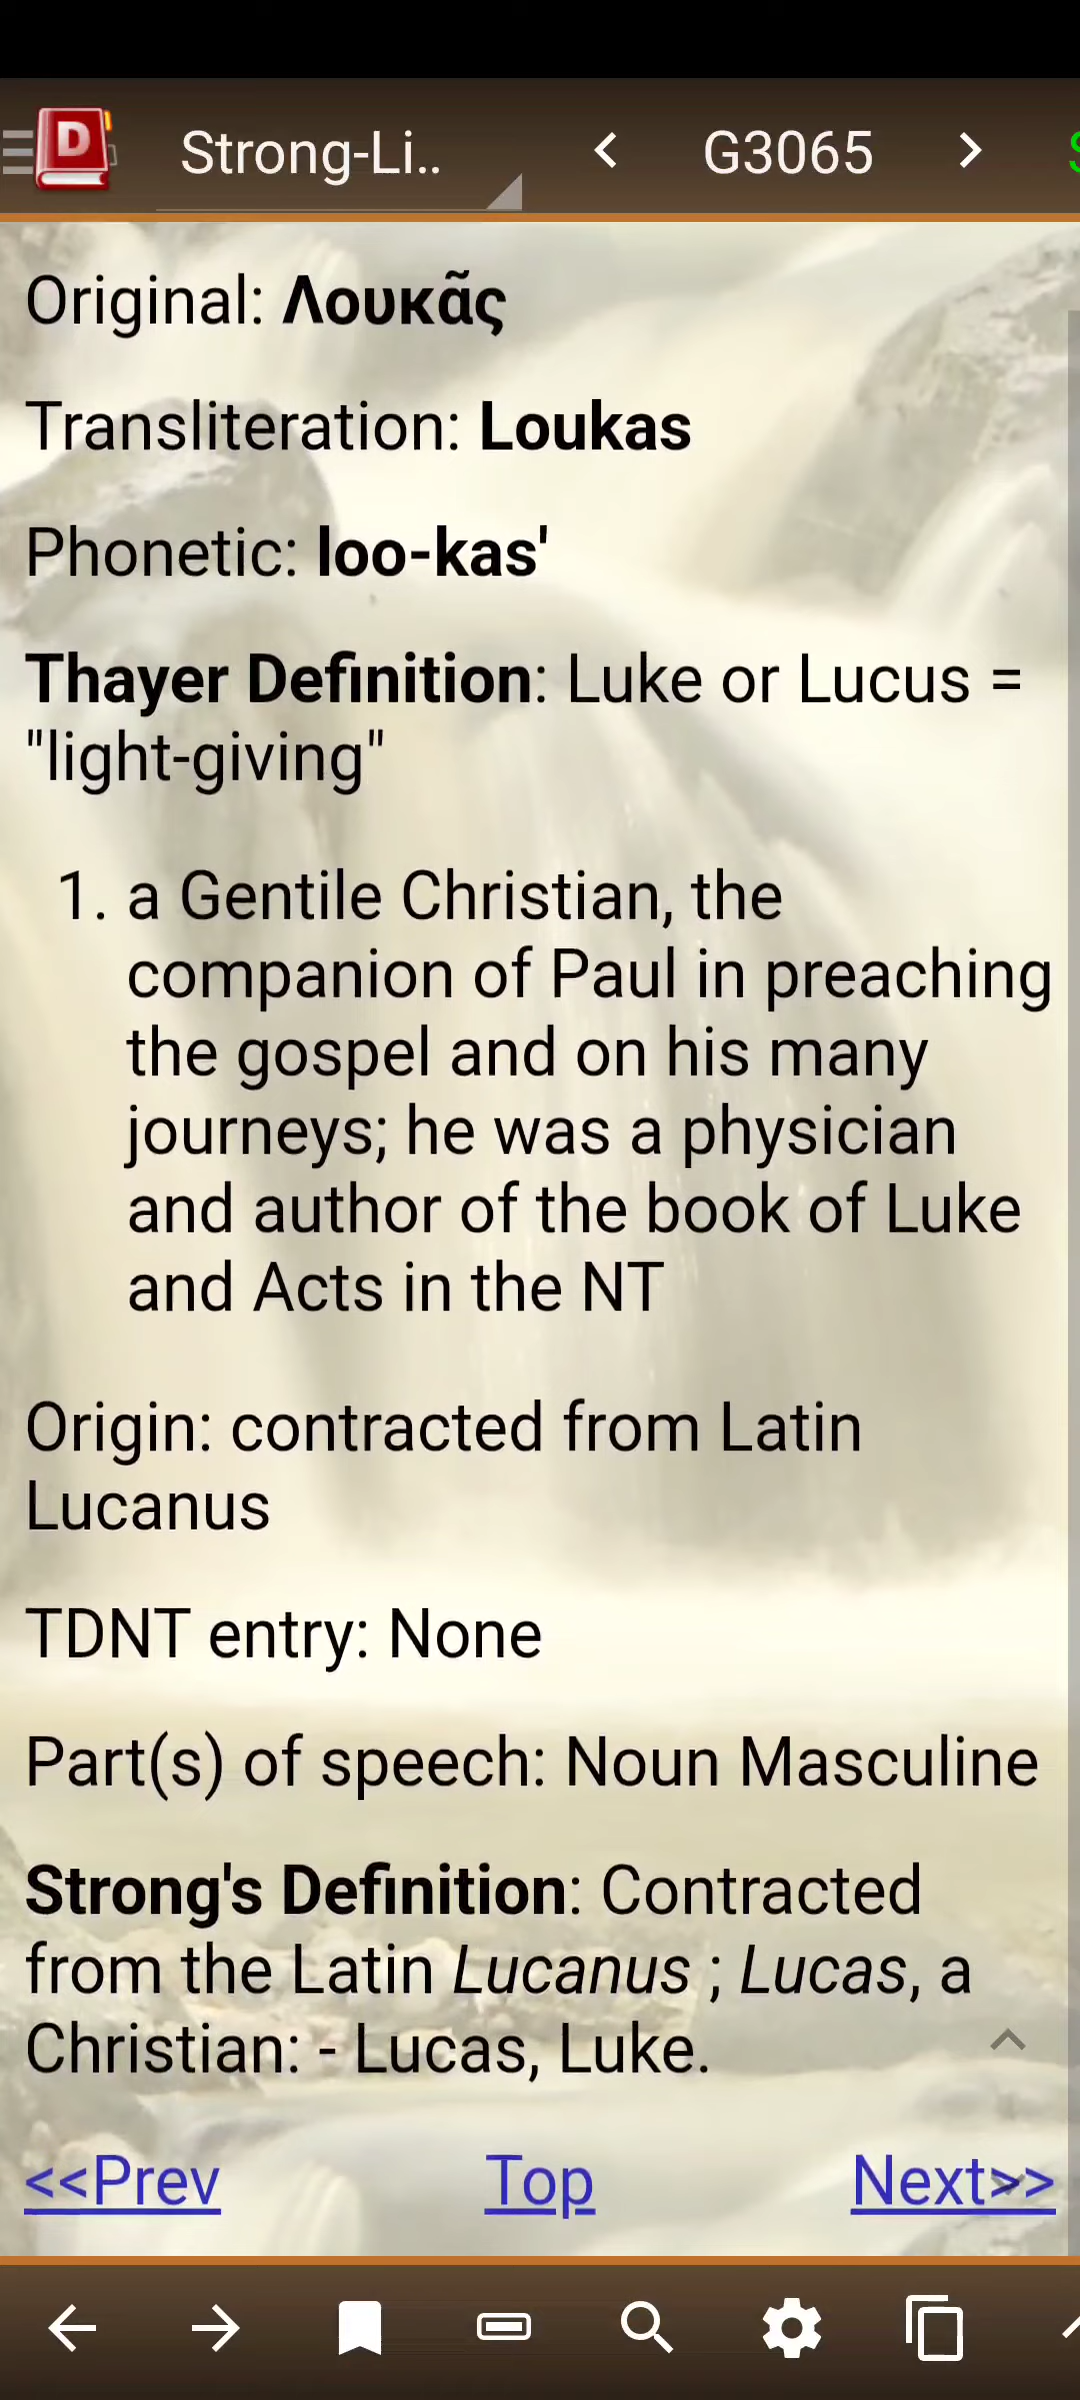 D Strong-Li.. < G3065 >
Original: Λουκᾶς
Transliteration: Loukas
Phonetic: loo-kas'
Thayer Definition: Luke or Lucus =
"light-giving"
1. a Gentile Christian, the
companion of Paul in preaching
the gospel and on his many
journeys; he was a physician
and author of the book of Luke
and Acts in the NT
Origin: contracted from Latin
Lucanus
TDNT entry: None
Part(s) of speech: Noun Masculine
Strong's Definition: Contracted
from the Latin Lucanus ; Lucas, a
Christian: - Lucas, Luke.
<<Prev Top Next>>